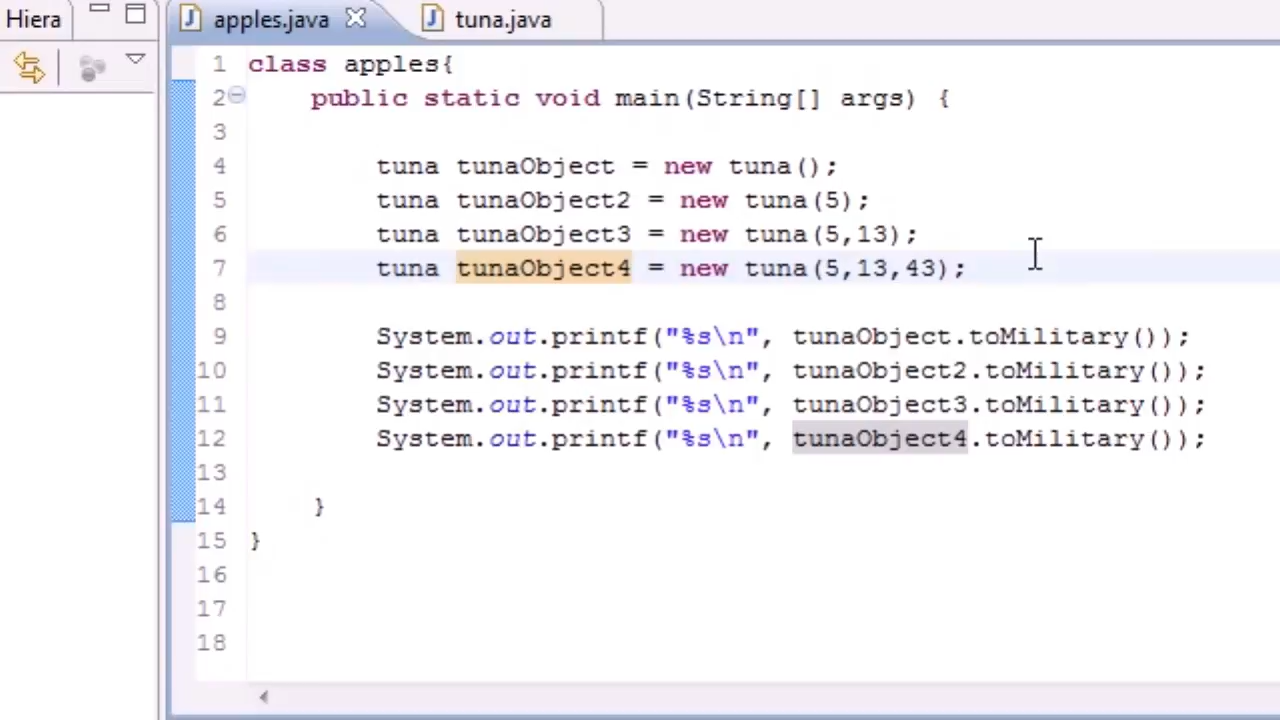 Hiera
apples.java
tuna.java
1 class apples{
2 public static void main(String[] args) {
3
4 tuna tunaObject = new tuna();
5 tuna tunaObject2 = new tuna(5);
6 tuna tunaObject3 = new tuna(5,13);
7 tuna tunaObject4 = new tuna(5,13,43);
8
9 System.out.printf("%s\n", tunaObject.toMilitary());
10 System.out.printf("%s\n", tunaObject2.toMilitary());
11 System.out.printf("%s\n", tunaObject3.toMilitary());
12 System.out.printf("%s\n", tunaObject4.toMilitary());
13
14 }
15 }
16
17
18